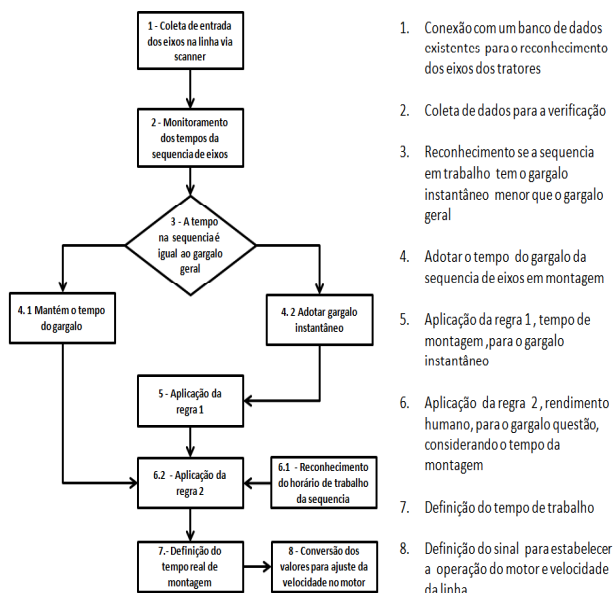 1 - Coleta de entrada
dos eixos na linha via
scanner
2 - Monitoramento
dos tempos da
sequencia de eixos
3 - A tempo
na sequencia é
igual ao gargalo
geral
4. 1 Mantém o tempo
do gargalo
4. 2 Adotar gargalo
instantâneo
5 - Aplicação da
regra 1
6.2 - Aplicação da
regra 2
6.1 - Reconhecimento
do horário de trabalho
da sequencia
7.- Definição do
tempo real de
montagem
8 - Conversão dos
valores para ajuste da
velocidade no motor
1. Conexão com um banco de dados
existentes para o reconhecimento
dos eixos dos tratores
2. Coleta de dados para a verificação
3. Reconhecimento se a sequencia
em trabalho tem o gargalo
instantâneo menor que o gargalo
geral
4. Adotar o tempo do gargalo da
sequencia de eixos em montagem
5. Aplicação da regra 1 , tempo de
montagem ,para o gargalo
instantâneo
6. Aplicação da regra 2 , rendimento
humano, para o gargalo questão,
considerando o tempo da
montagem
7. Definição do tempo de trabalho
8. Definição do sinal para estabelecer
a operação do motor e velocidade
da linha